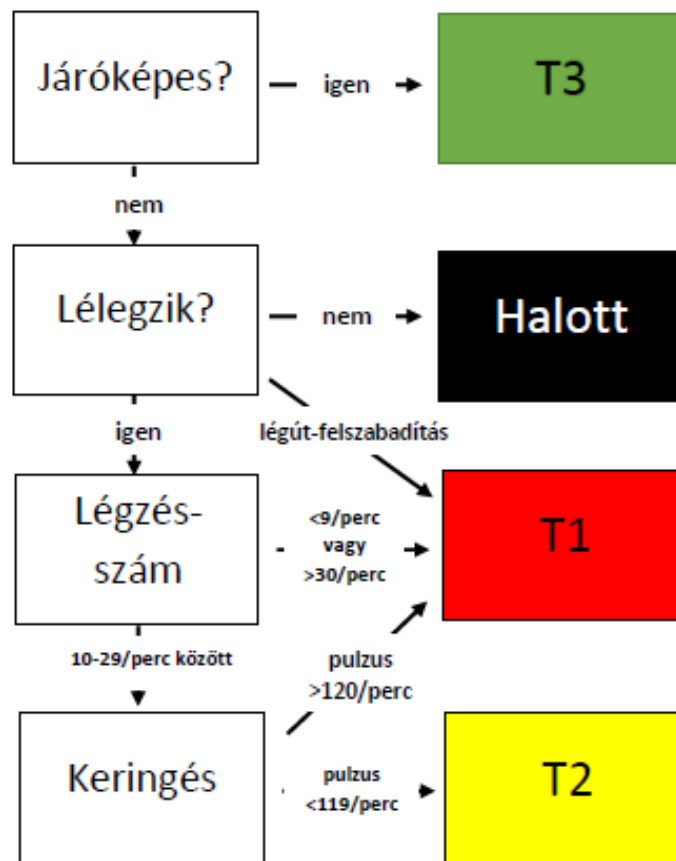 Járóképes?
igen
T3
nem
Lélegzik?
nem
Halott
igen
légút-felszabadítás
Légzés-
szám
<9/perc
vagy
>30/perc
T1
10-29/perc között
pulzus
>120/perc
Keringés
pulzus
<119/perc
T2